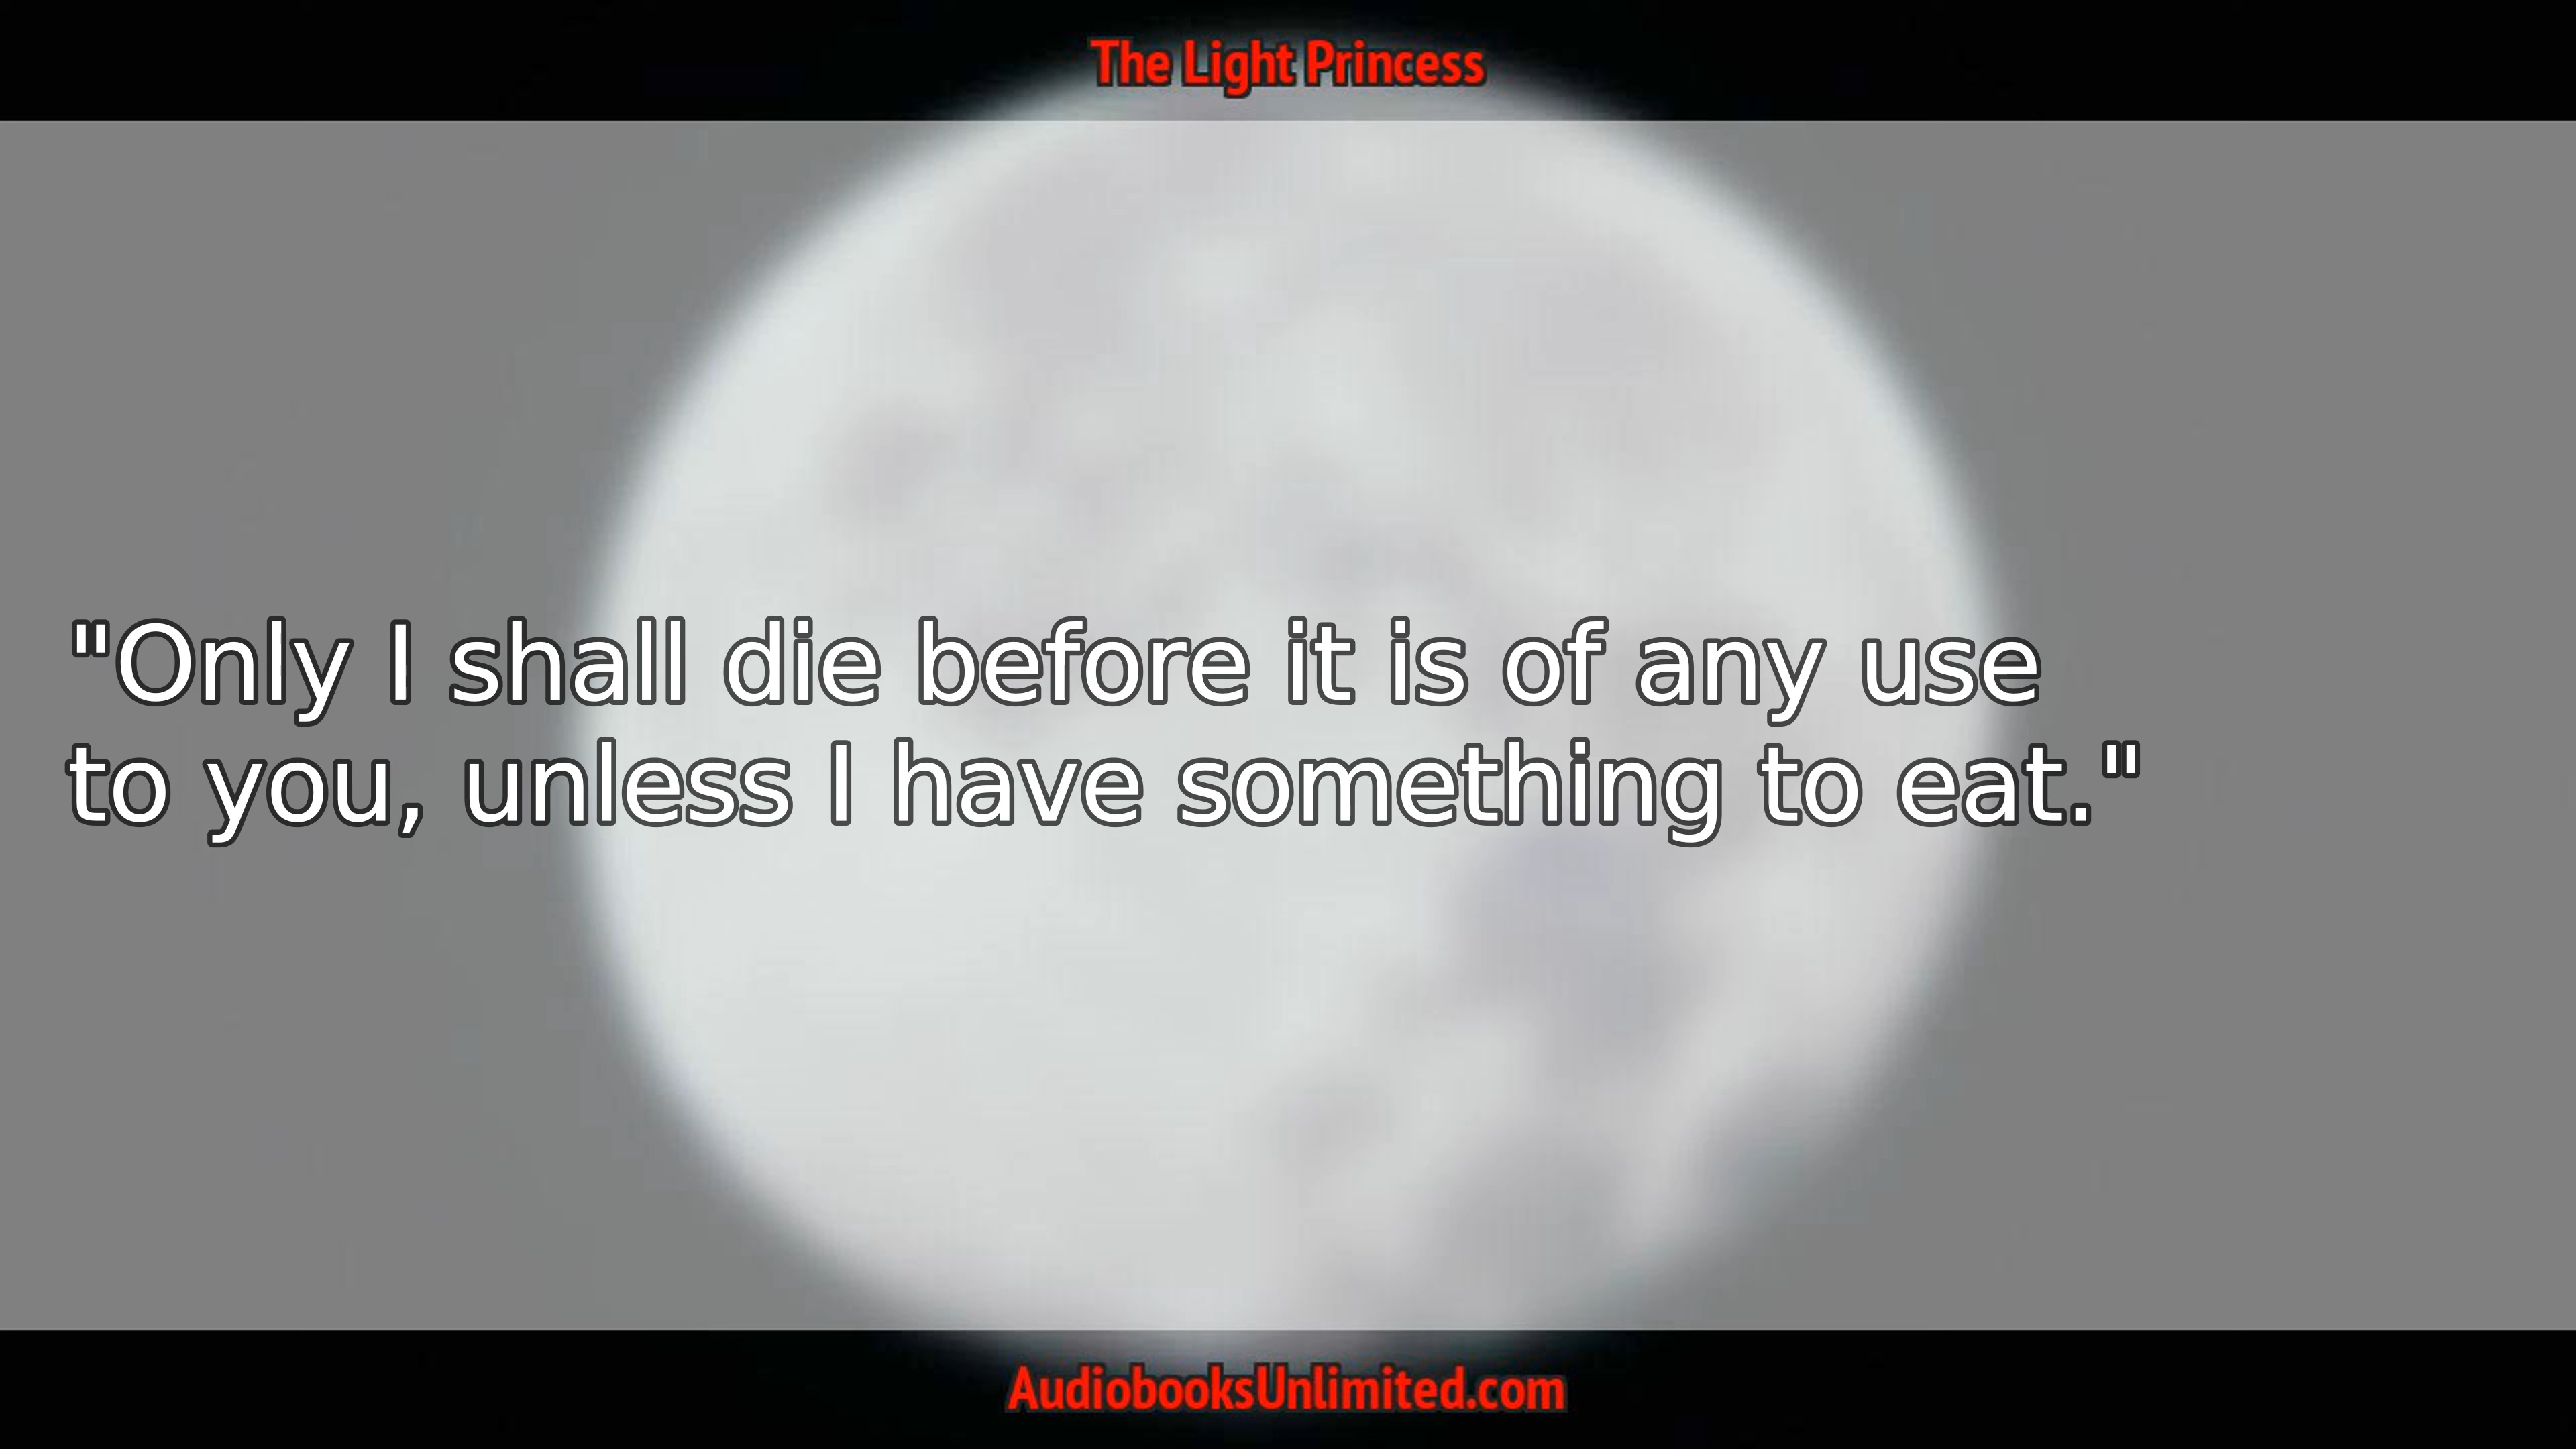 The Light Princess
"Only I shall die before it is of any use
to you, unless I have something to eat."
AudiobooksUnlimited.com